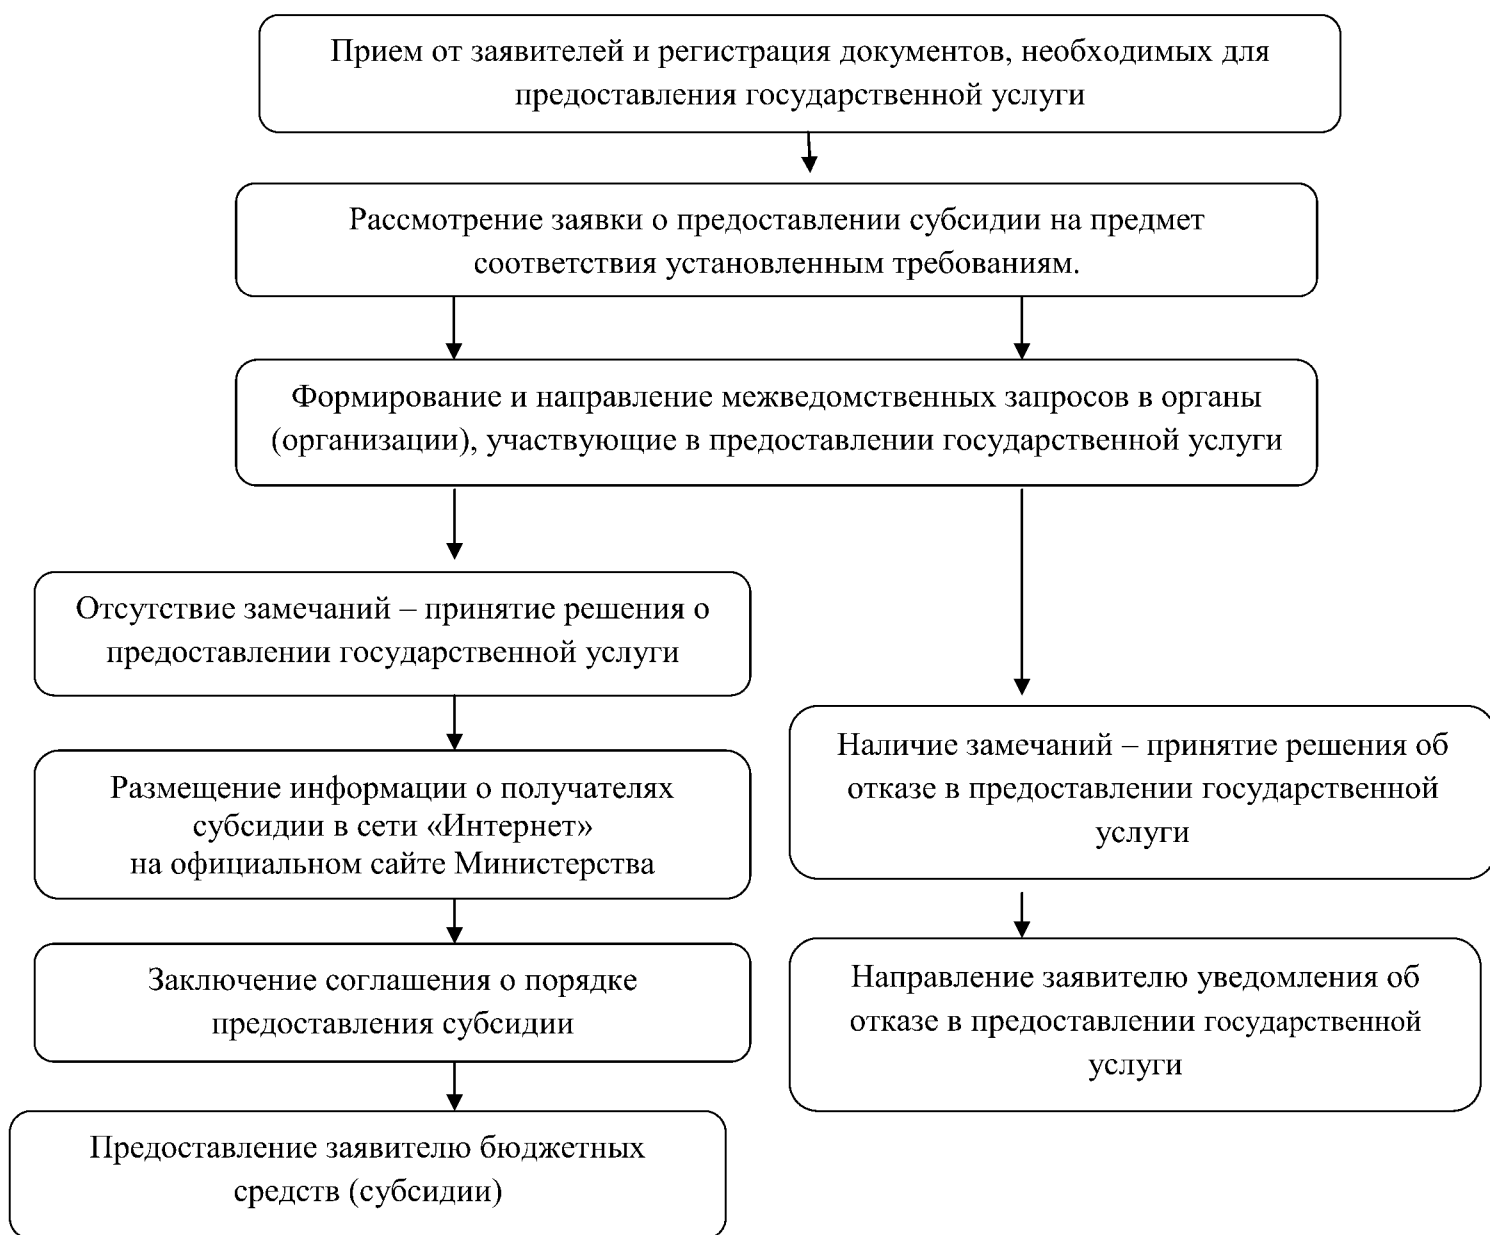 Прием от заявителей и регистрация документов, необходимых для
предоставления государственной услуги
Рассмотрение заявки о предоставлении субсидии на предмет
соответствия установленным требованиям.
Формирование и направление межведомственных запросов в органы
(организации), участвующие в предоставлении государственной услуги
Отсутствие замечаний – принятие решения о
предоставлении государственной услуги
Размещение информации о получателях
субсидии в сети «Интернет»
на официальном сайте Министерства
Заключение соглашения о порядке
предоставления субсидии
Предоставление заявителю бюджетных
средств (субсидии)
Наличие замечаний – принятие решения об
отказе в предоставлении государственной
услуги
Направление заявителю уведомления об
отказе в предоставлении государственной
услуги